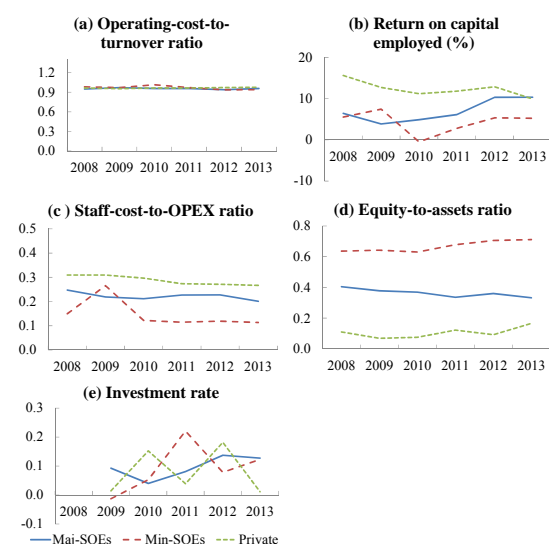 (a) Operating-cost-to-
turnover ratio
1.2
0.9
0.6
0.3
0.0
2008 2009 2010 2011 2012 2013
(b) Return on capital
employed (%)
20
10
0
-10
2008 2009 2010 2011 2012 2013
(c ) Staff-cost-to-OPEX ratio
0.5
0.4
0.3
0.2
0.1
0.0
2008 2009 2010 2011 2012 2013
(d) Equity-to-assets ratio
0.8
0.6
0.4
0.2
0.0
2008 2009 2010 2011 2012 2013
(e) Investment rate
0.3
0.2
0.1
0.0
-0.1
2008 2009 2010 2011 2012 2013
Maj-SOEs Min-SOEs Private